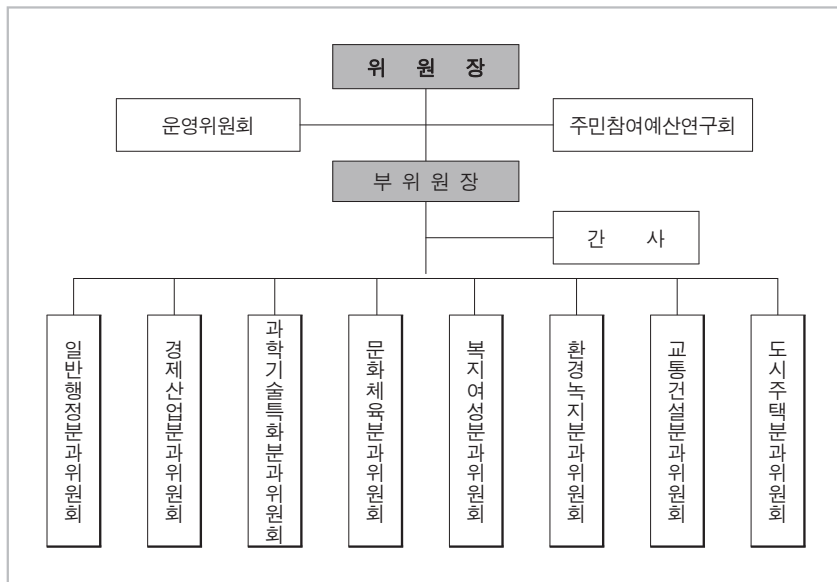 위 원 장
운영위원회
주민참여예산연구회
부 위 원 장
간 사
일반행정분과위원회
경제산업분과위원회
과학기술특화분과위원회
문화체육분과위원회
복지여성분과위원회
환경녹지분과위원회
교통건설분과위원회
도시주택분과위원회